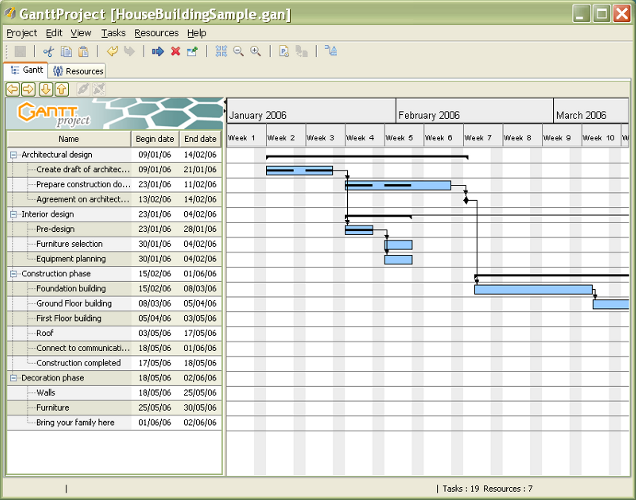 GanttProject [HouseBuildingSample.gan]
Project Edit View Tasks Resources Help
Gantt Resources
GANTT
project
January 2006 February 2006 March 2006
Name Begin date End date Week 1 Week 2 Week 3 Week 4 Week 5 Week 6 Week 7 Week 8 Week 9 Week 10 Wee
Architectural design 09/01/06 14/02/06
Create draft of architec... 09/01/06 21/01/06
Prepare construction do... 23/01/06 11/02/06
Agreement on architect... 13/02/06 14/02/06
Interior design 23/01/06 04/02/06
Pre-design 23/01/06 28/01/06
Furniture selection 30/01/06 04/02/06
Equipment planning 30/01/06 04/02/06
Construction phase 15/02/06 01/06/06
Foundation building 15/02/06 08/03/06
Ground Floor building 08/03/06 05/04/06
First Floor building 05/04/06 03/05/06
Roof 03/05/06 17/05/06
Connect to communicati... 18/05/06 01/06/06
Construction completed 17/05/06 18/05/06
Decoration phase 18/05/06 02/06/06
Walls 18/05/06 25/05/06
Furniture 25/05/06 30/05/06
Bring your family here 01/06/06 02/06/06
Tasks : 19 Resources : 7